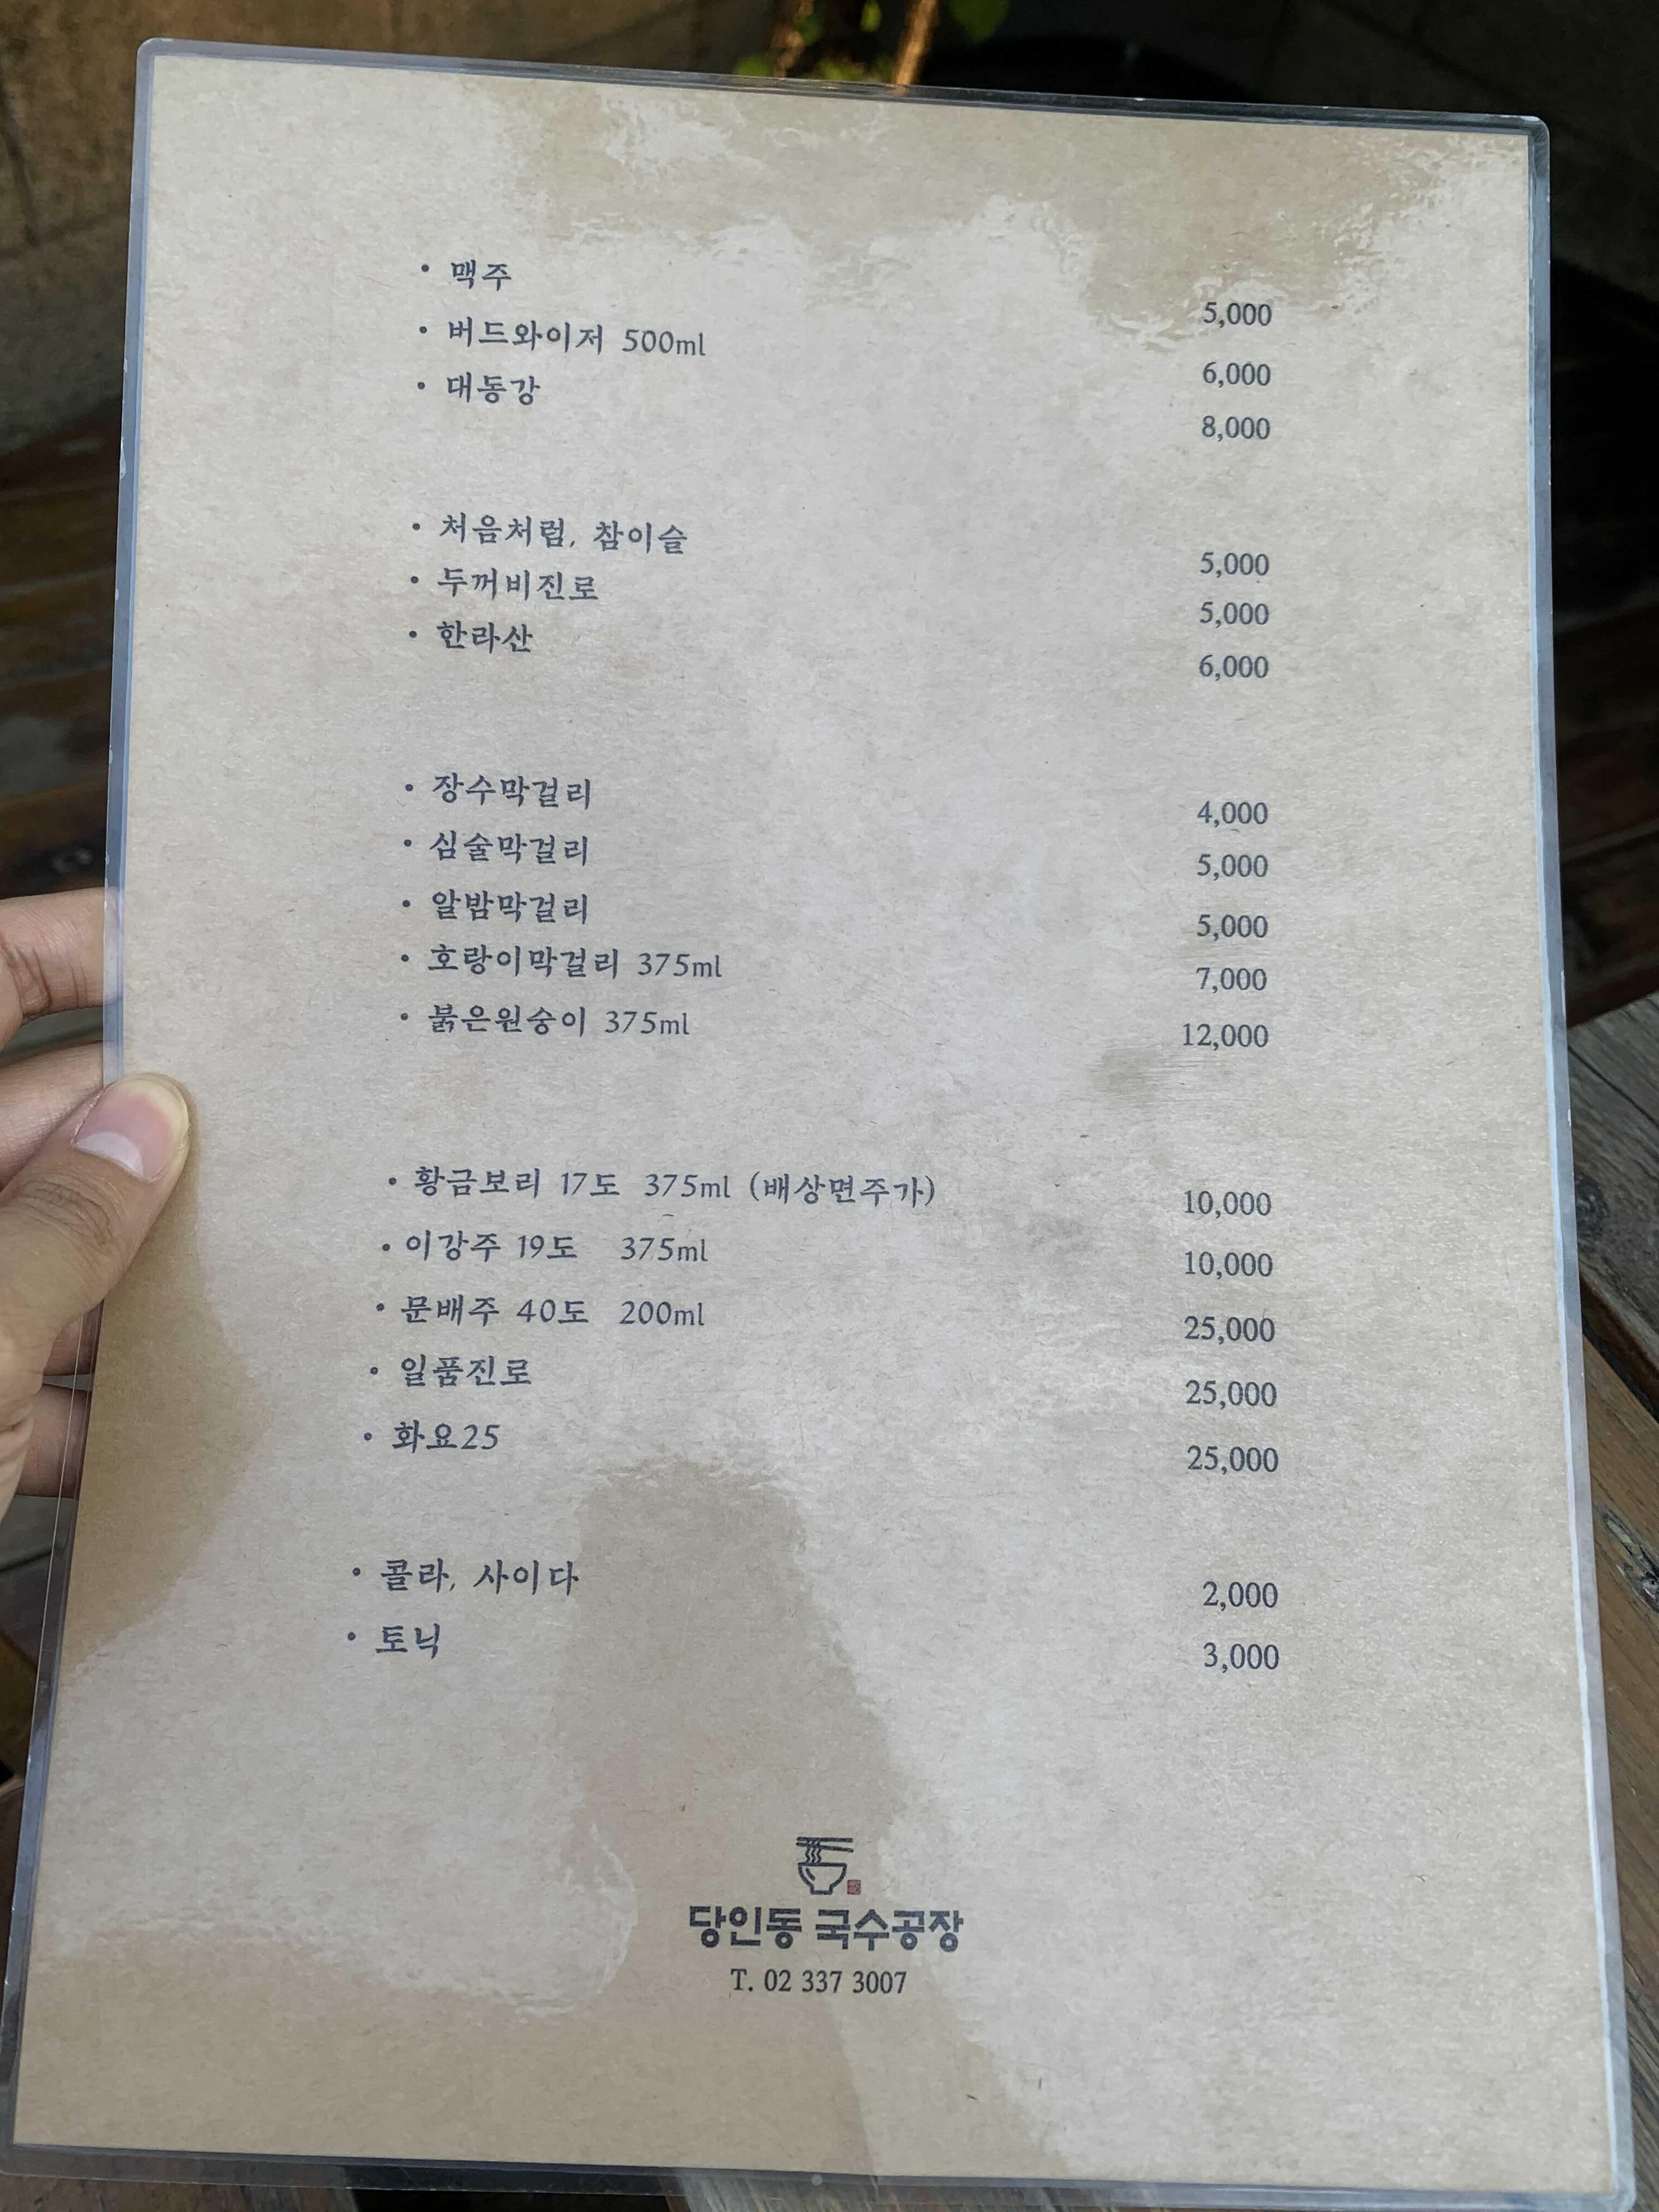 • 맥주 5,000
• 버드와이저 500ml 6,000
• 대동강 8,000
• 처음처럼, 참이슬 5,000
• 두꺼비진로 5,000
• 한라산 6,000
• 장수막걸리 4,000
• 심술막걸리 5,000
• 알밤막걸리 5,000
• 호랑이막걸리 375ml 7,000
• 붉은원숭이 375ml 12,000
• 황금보리 17도 375ml (배상면주가) 10,000
• 이강주 19도 375ml 10,000
• 문배주 40도 200ml 25,000
• 일품진로 25,000
• 화요25 25,000
• 콜라, 사이다 2,000
• 토닉 3,000
당인동 국수공장
T. 02 337 3007